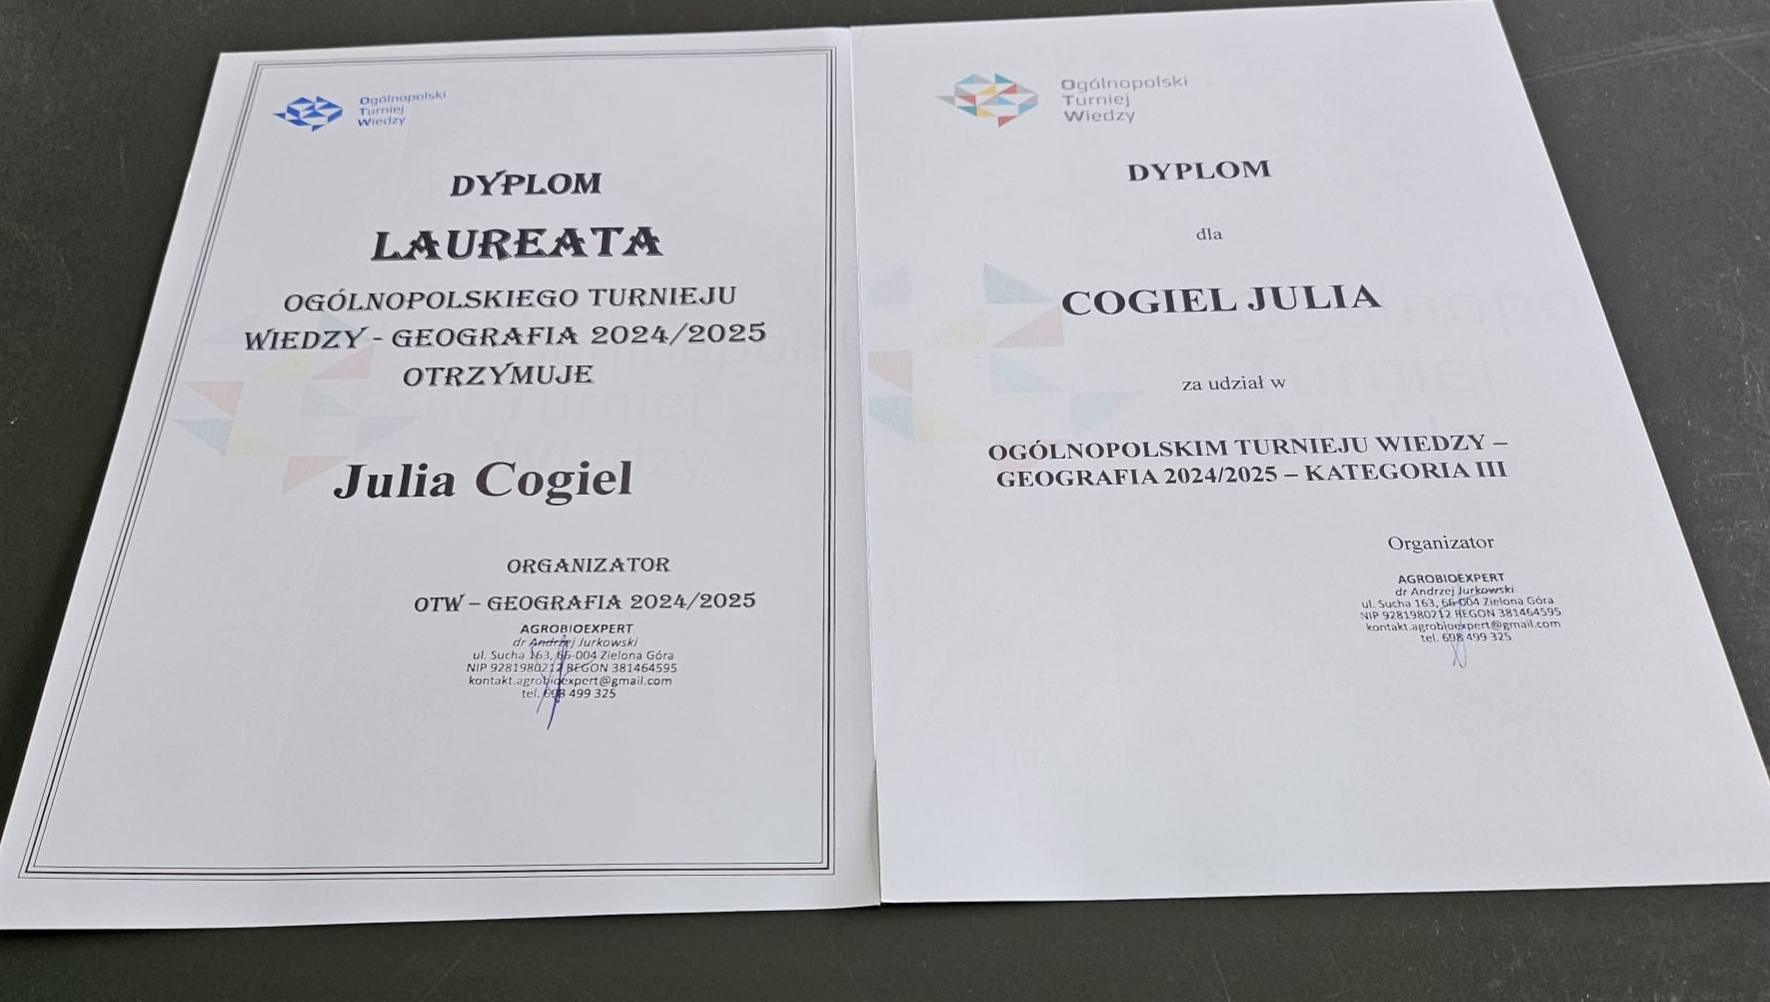 Ogólnopolski
Turniej
Wiedzy
DYPLOM
LAUREATA
OGÓLNOPOLSKIEGO TURNIEJU
WIEDZY - GEOGRAFIA 2024/2025
OTRZYMUJE
Julia Cogiel
ORGANIZATOR
OTW – GEOGRAFIA 2024/2025
AGROBIOEXPERT
dr Andrzej Jurkowski
ul. Sucha 163, 66-004 Zielona Góra
NIP 9281980212 REGON 381464595
kontakt.agrobioexpert@gmail.com
tel. 698 499 325
Ogólnopolski
Turniej
Wiedzy
DYPLOM
dla
COGIEL JULIA
za udział w
OGÓLNOPOLSKIM TURNIEJU WIEDZY –
GEOGRAFIA 2024/2025 – KATEGORIA III
Organizator
AGROBIOEXPERT
dr Andrzej Jurkowski
ul. Sucha 163, 66-004 Zielona Góra
NIP 9281980212 REGON 381464595
kontakt.agrobioexpert@gmail.com
tel. 698 499 325